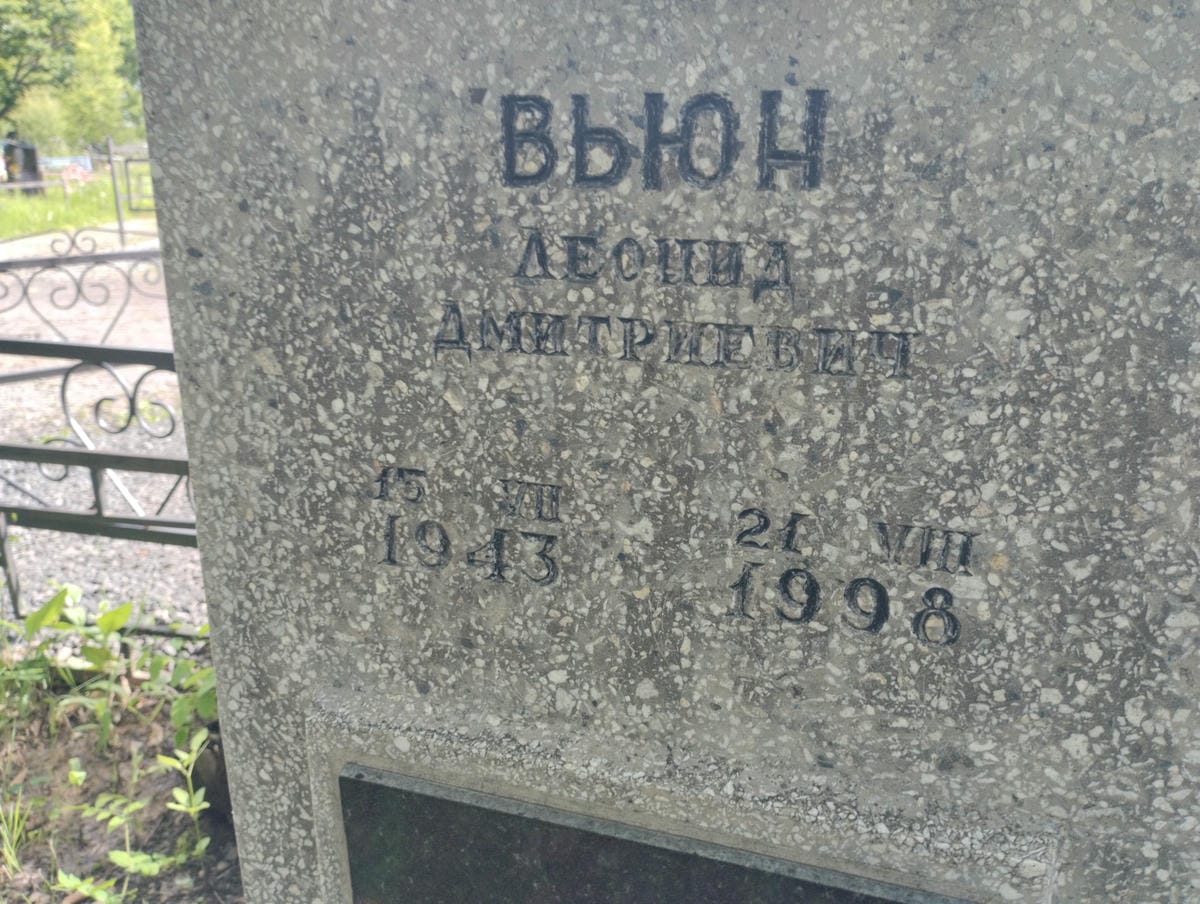 ВЬЮН
ЛЕОНИД
ДМИТРИЕВИЧ
15 VII 21 VIII
1943 1998